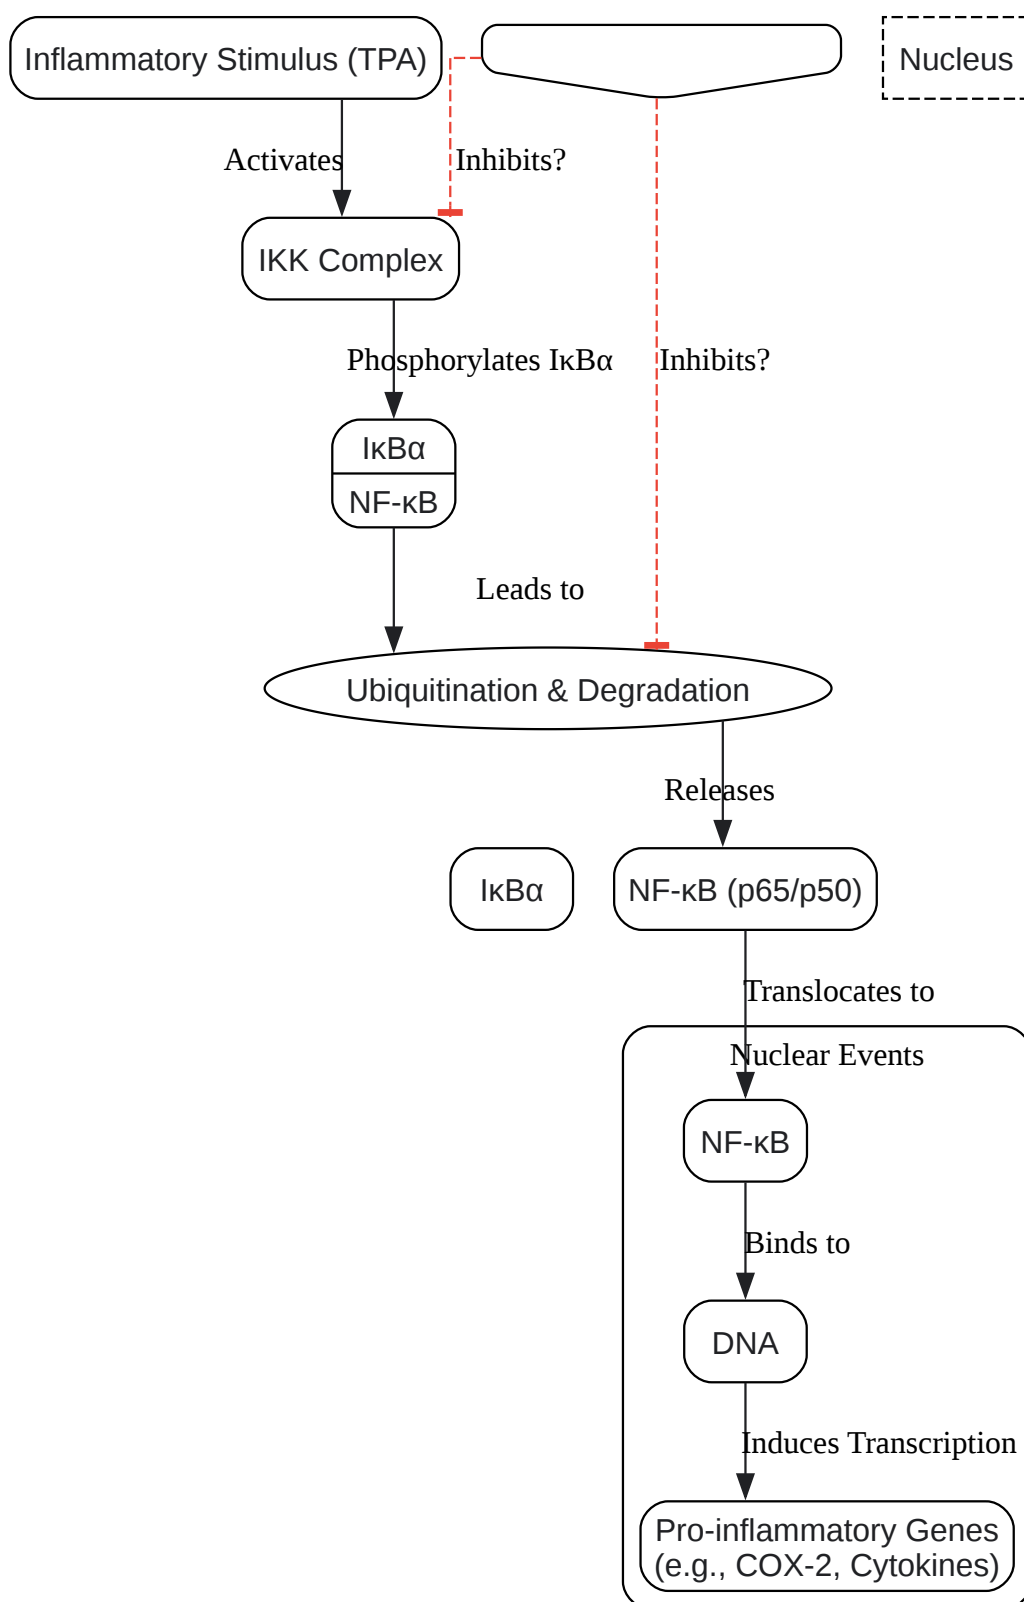 Inflammatory Stimulus (TPA)
Nucleus
Activates
Inhibits?
IKK Complex
Phosphorylates IκBα
Inhibits?
IκBα
NF-κB
Leads to
Ubiquitination & Degradation
Releases
IκBα
NF-κB (p65/p50)
Translocates to
Nuclear Events
NF-κB
Binds to
DNA
Induces Transcription
Pro-inflammatory Genes
(e.g., COX-2, Cytokines)